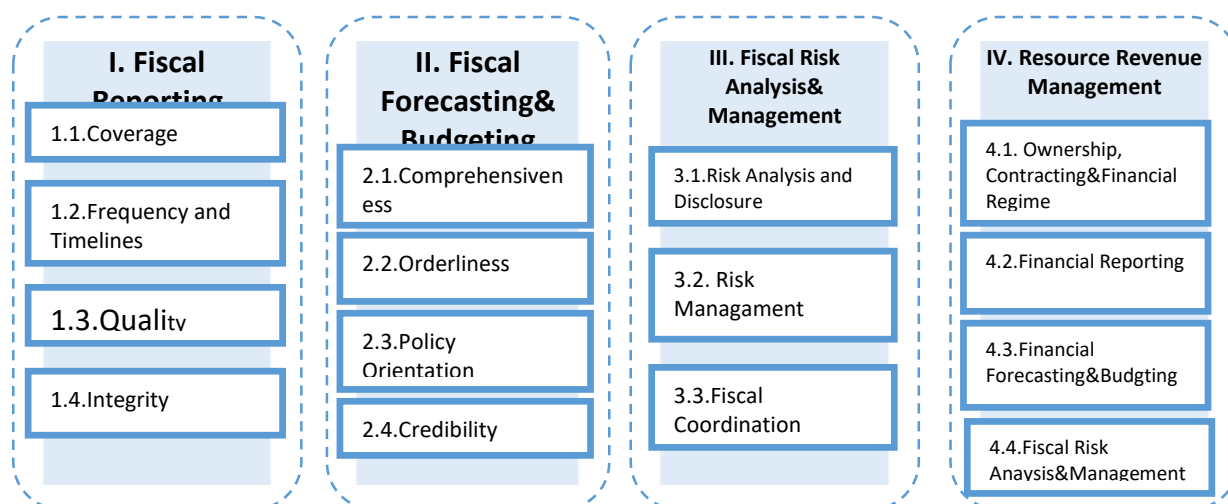 I. Fiscal
Reporting
1.1.Coverage
1.2.Frequency and
Timelines
1.3.Quality
1.4.Integrity
II. Fiscal
Forecasting&
Budgeting
2.1.Comprehensiven
ess
2.2.Orderliness
2.3.Policy
Orientation
2.4.Credibility
III. Fiscal Risk
Analysis&
Management
3.1.Risk Analysis and
Disclosure
3.2. Risk
Managament
3.3.Fiscal
Coordination
IV. Resource Revenue
Management
4.1. Ownership,
Contracting&Financial
Regime
4.2.Financial Reporting
4.3.Financial
Forecasting&Budgting
4.4.Fiscal Risk
Anaysis&Management